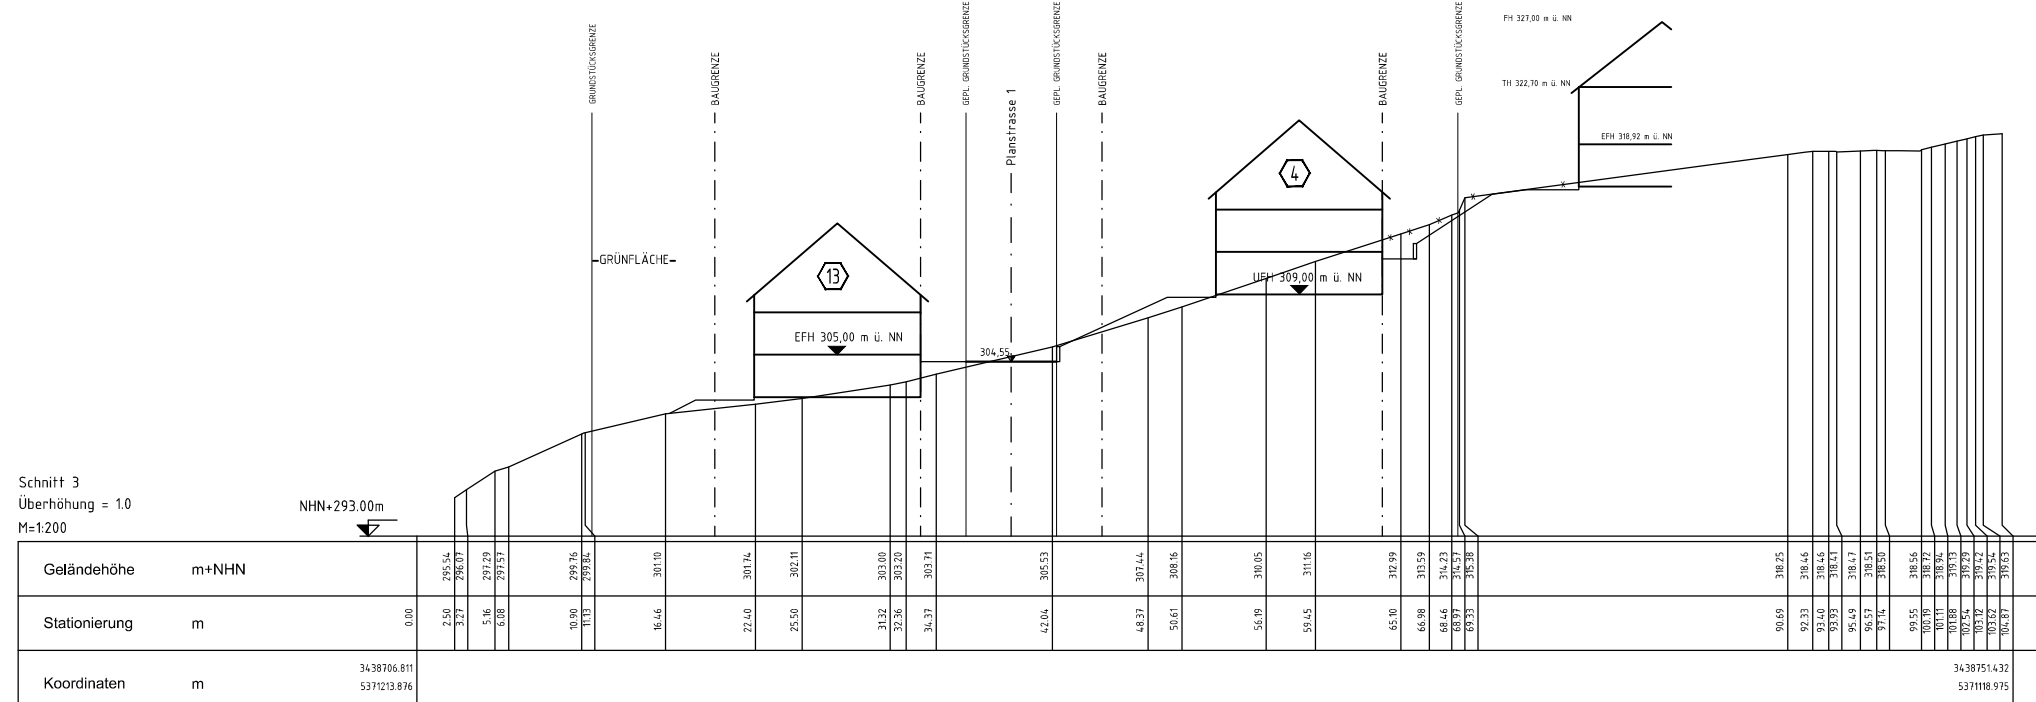 GRUNDSTÜCKSGRENZE
BAUGRENZE
BAUGRENZE
GEPL. GRUNDSTÜCKSGRENZE
Planstrasse 1
GEPL. GRUNDSTÜCKSGRENZE
BAUGRENZE
BAUGRENZE
GEPL. GRUNDSTÜCKSGRENZE
FH 327,00 m ü. NN
TH 322,70 m ü. NN
EFH 318,92 m ü. NN
4
GRÜNFLÄCHE
13
UFH 309,00 m ü. NN
EFH 305,00 m ü. NN
304,55
Schnitt 3
Überhöhung = 1.0
M=1:200
NHN+293.00m
Geländehöhe m+NHN 295.54 296.07 297.29 297.57 299.76 299.84 301.10 301.74 302.11 303.00 303.20 303.71 305.53 307.44 308.16 310.05 311.16 312.99 313.59 314.23 314.57 315.38 318.25 318.46 318.46 318.41 318.47 318.51 318.50 318.56 318.72 318.94 319.13 319.29 319.42 319.54 319.63
Stationierung m 0.00 2.50 3.27 5.16 6.08 10.90 11.13 16.46 22.40 25.50 31.32 32.36 34.37 42.04 48.37 50.61 56.19 59.45 65.10 66.98 68.46 68.97 69.33 90.69 92.33 93.40 93.93 95.49 96.57 97.14 99.55 100.19 101.11 101.88 102.54 103.12 103.62 104.87
Koordinaten m
3438706.811
5371213.876
3438751.432
5371118.975